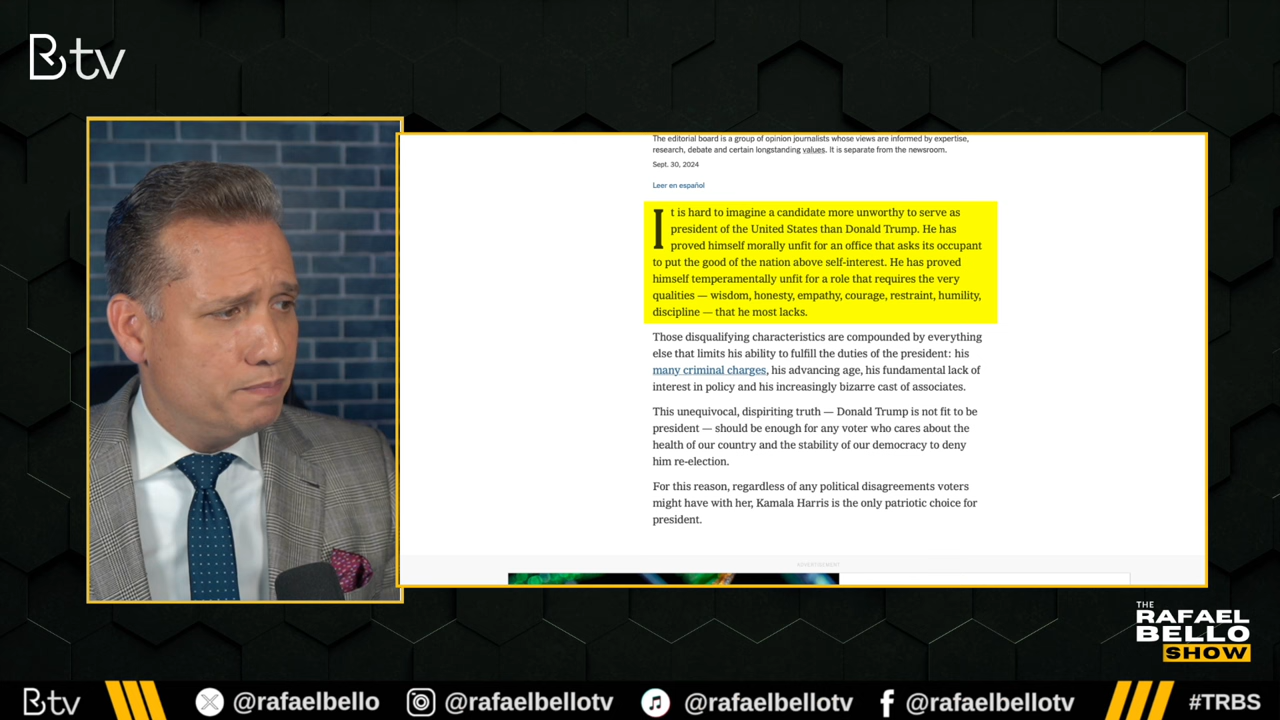 Btv
The editorial board is a group of opinion journalists whose views are informed by expertise,
research, debate and certain longstanding values. It is separate from the newsroom.
Sept. 30, 2024
Leer en español
It is hard to imagine a candidate more unworthy to serve as
president of the United States than Donald Trump. He has
proved himself morally unfit for an office that asks its occupant
to put the good of the nation above self-interest. He has proved
himself temperamentally unfit for a role that requires the very
qualities — wisdom, honesty, empathy, courage, restraint, humility,
discipline — that he most lacks.
Those disqualifying characteristics are compounded by everything
else that limits his ability to fulfill the duties of the president: his
many criminal charges, his advancing age, his fundamental lack of
interest in policy and his increasingly bizarre cast of associates.
This unequivocal, dispiriting truth — Donald Trump is not fit to be
president — should be enough for any voter who cares about the
health of our country and the stability of our democracy to deny
him re-election.
For this reason, regardless of any political disagreements voters
might have with her, Kamala Harris is the only patriotic choice for
president.
ADVERTISEMENT
THE
RAFAEL
BELLO
SHOW
Btv
@rafaelbello
@rafaelbellotv
@rafaelbellotv
@rafaelbellotv
#TRBS